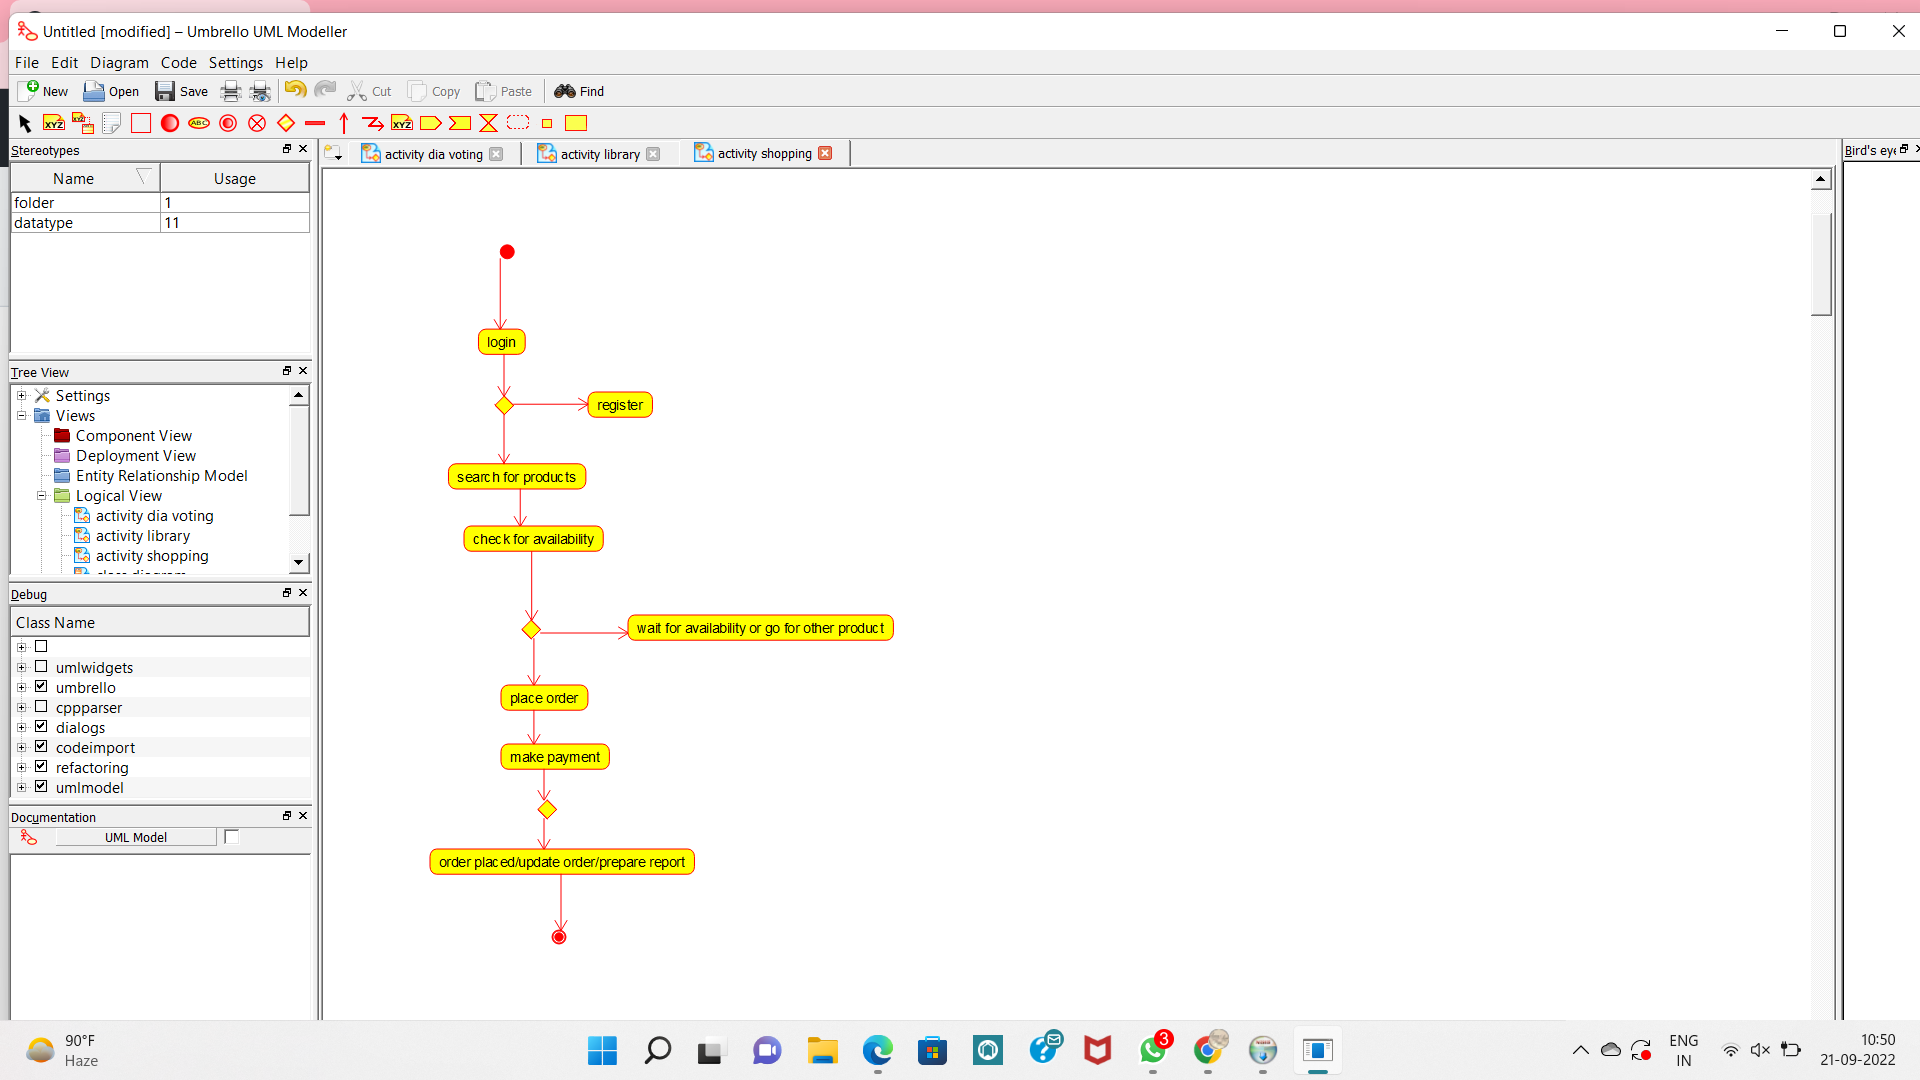 Untitled [modified] – Umbrello UML Modeller
File Edit Diagram Code Settings Help
New Open Save Cut Copy Paste Find
XYZ XYZ ABC XYZ
Stereotypes
Name Usage
folder 1
datatype 11
Tree View
Settings
Views
Component View
Deployment View
Entity Relationship Model
Logical View
activity dia voting
activity library
activity shopping
Debug
Class Name
umlwidgets
umbrello
cppparser
dialogs
codeimport
refactoring
umlmodel
Documentation
UML Model
activity dia voting activity library activity shopping
login
register
search for products
check for availability
wait for availability or go for other product
place order
make payment
order placed/update order/prepare report
Bird's eye
90°F
Haze
3
ENG
IN
10:50
21-09-2022